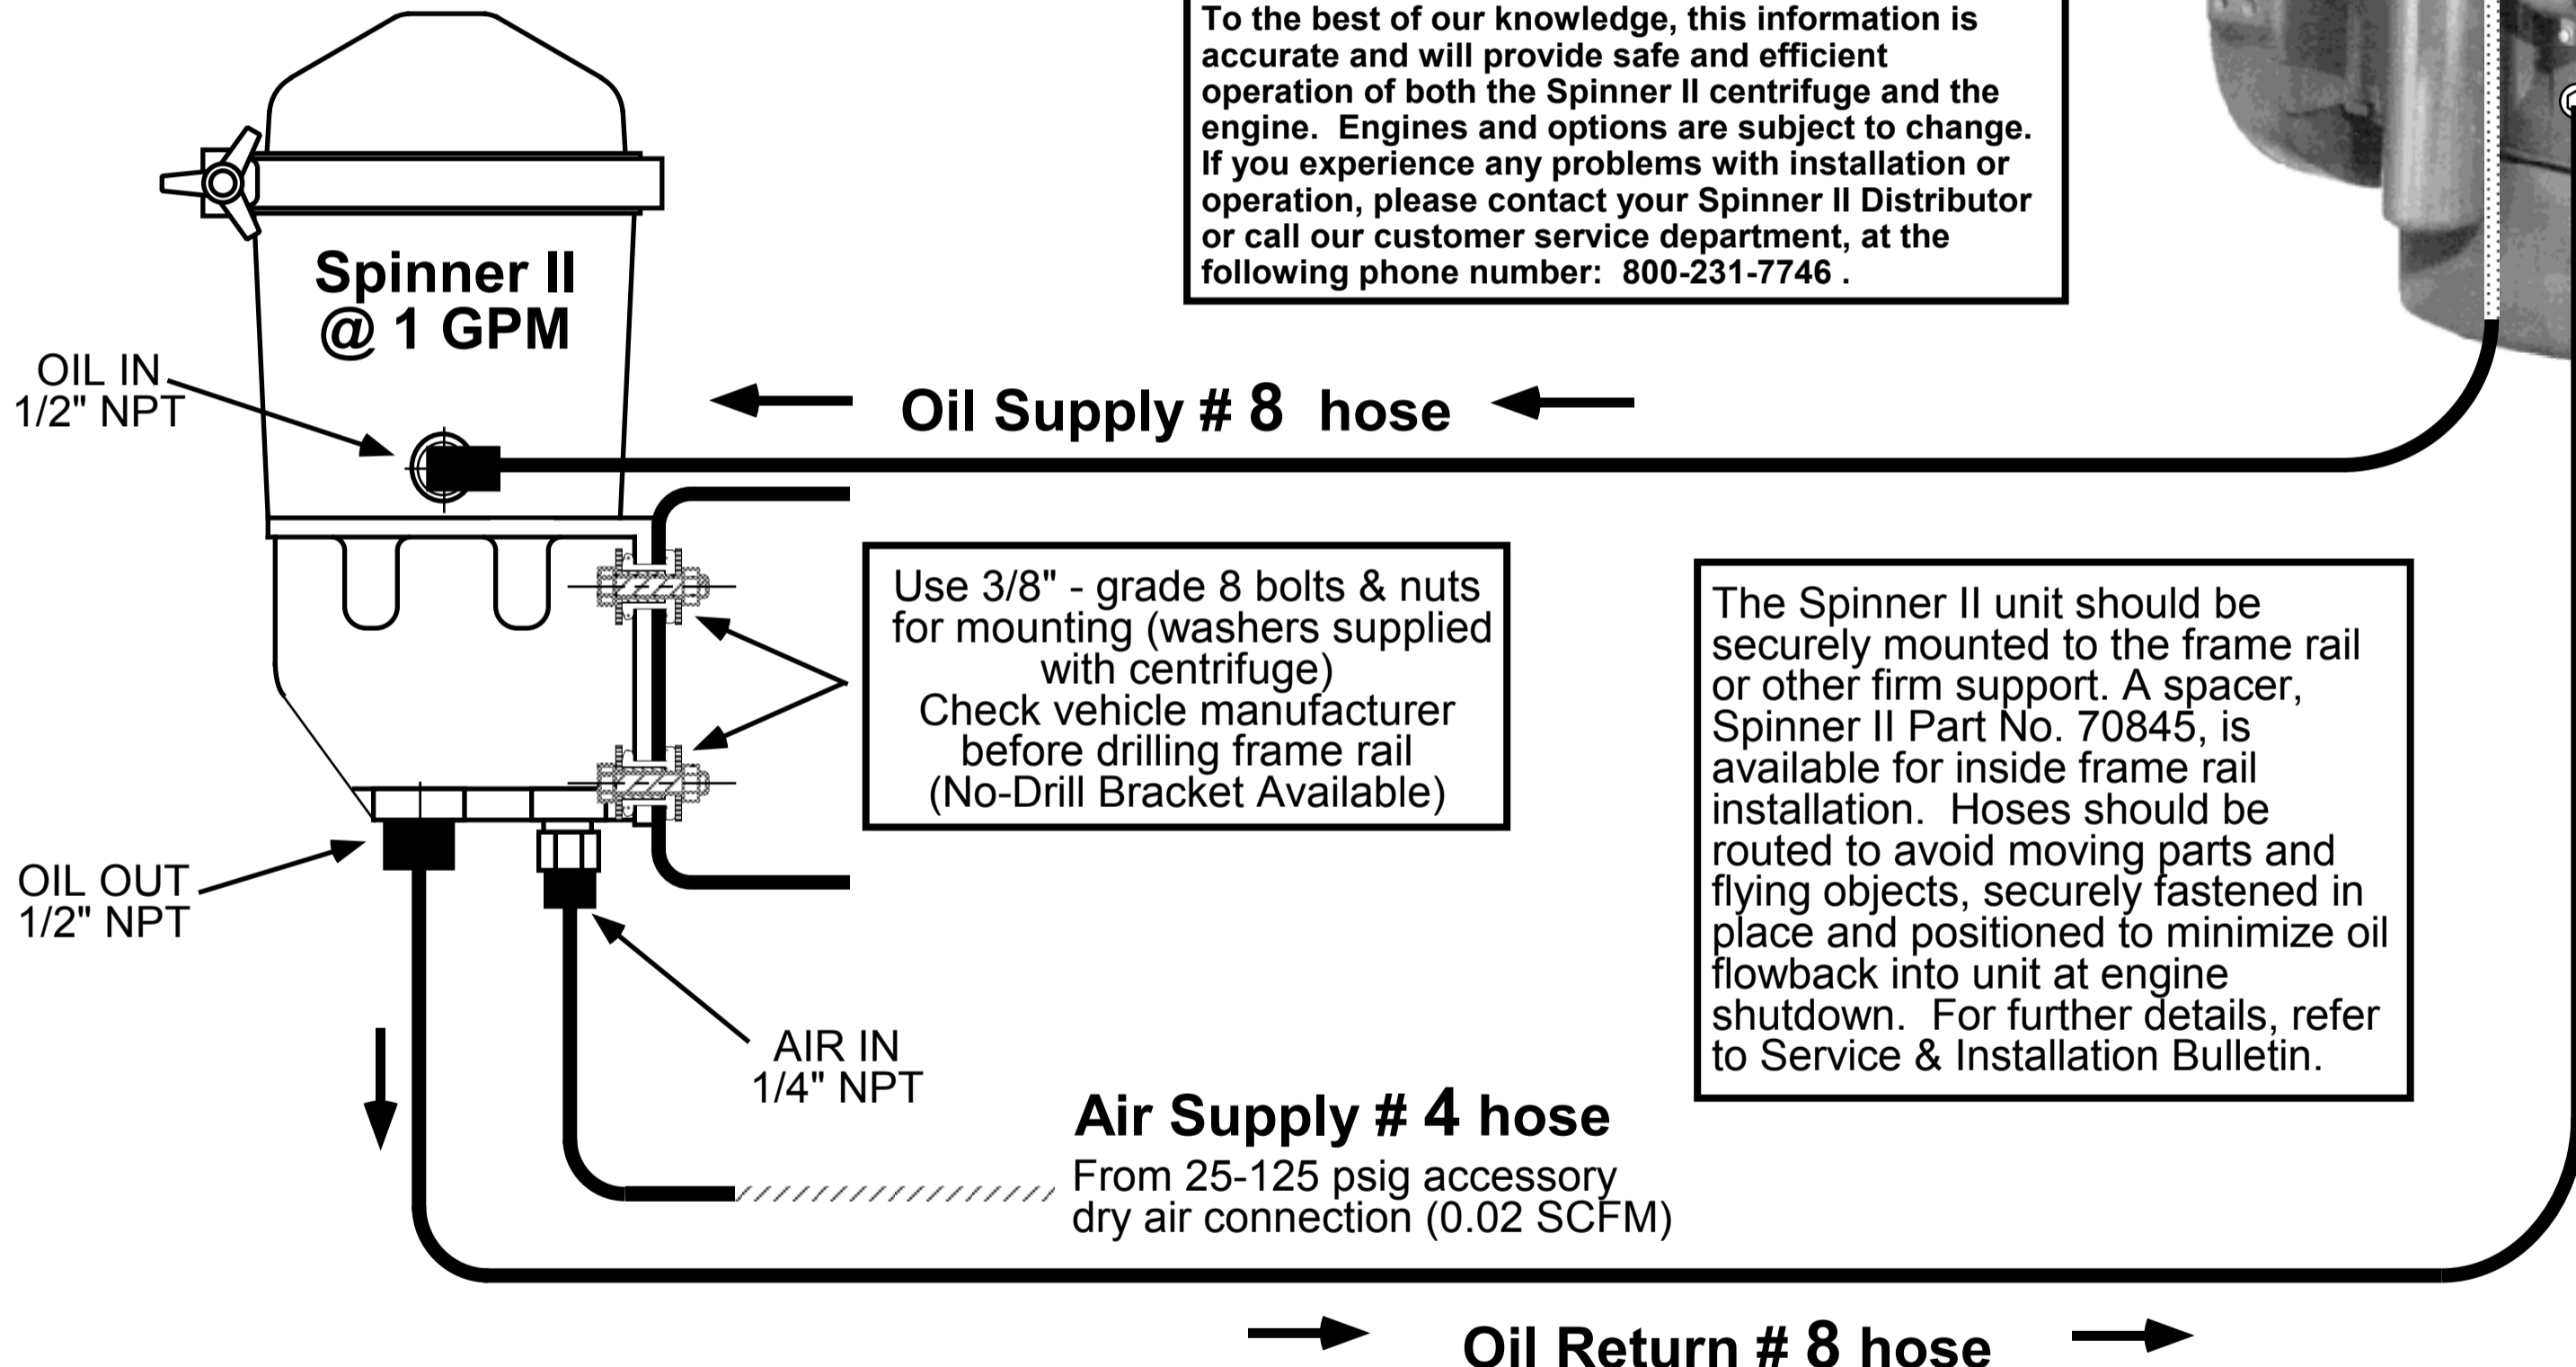 To the best of our knowledge, this information is
accurate and will provide safe and efficient
operation of both the Spinner II centrifuge and the
engine.  Engines and options are subject to change.
If you experience any problems with installation or
operation, please contact your Spinner II Distributor
or call our customer service department, at the
following phone number:  800-231-7746 .
Spinner II
@ 1 GPM
OIL IN
1/2" NPT
Oil Supply # 8  hose
Use 3/8" - grade 8 bolts & nuts
for mounting (washers supplied
with centrifuge)
Check vehicle manufacturer
before drilling frame rail
(No-Drill Bracket Available)
The Spinner II unit should be
securely mounted to the frame rail
or other firm support. A spacer,
Spinner II Part No. 70845, is
available for inside frame rail
installation.  Hoses should be
routed to avoid moving parts and
flying objects, securely fastened in
place and positioned to minimize oil
flowback into unit at engine
shutdown.  For further details, refer
to Service & Installation Bulletin.
OIL OUT
1/2" NPT
AIR IN
1/4" NPT
Air Supply # 4 hose
From 25-125 psig accessory
dry air connection (0.02 SCFM)
Oil Return # 8 hose